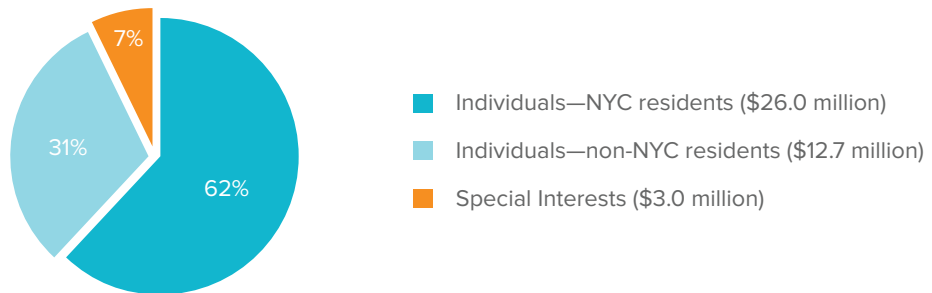 7%
31%
62%
Individuals—NYC residents ($26.0 million)
Individuals—non-NYC residents ($12.7 million)
Special Interests ($3.0 million)